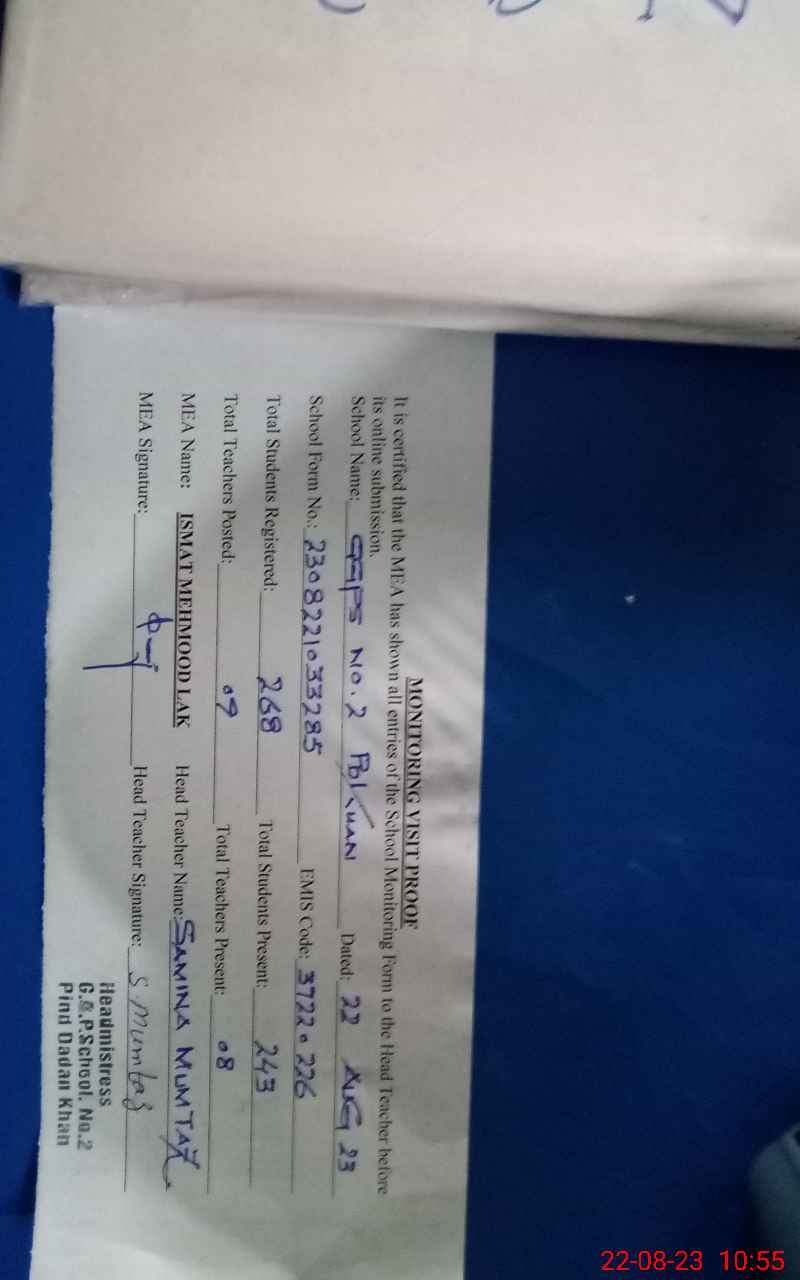 MONITORING VISIT PROOF
It is certified that the MEA has shown all entries of the School Monitoring Form to the Head Teacher before
its online submission.
School Name: GGPS NO. 2 Dated: 22 AUG 23
School Form No.: 2308221033285 EMIS Code: 37220226
Total Students Registered: 268 Total Students Present: 243
Total Teachers Posted: 09 Total Teachers Present: 08
MEA Name: ISMAT MEHMOOD LAK Head Teacher Name: SAMINA MUMTAZ
MEA Signature: Head Teacher Signature: S Mumtaz
Headmistress
G.G.P.School. No.2
Pind Dadan Khan
22-08-23 10:55